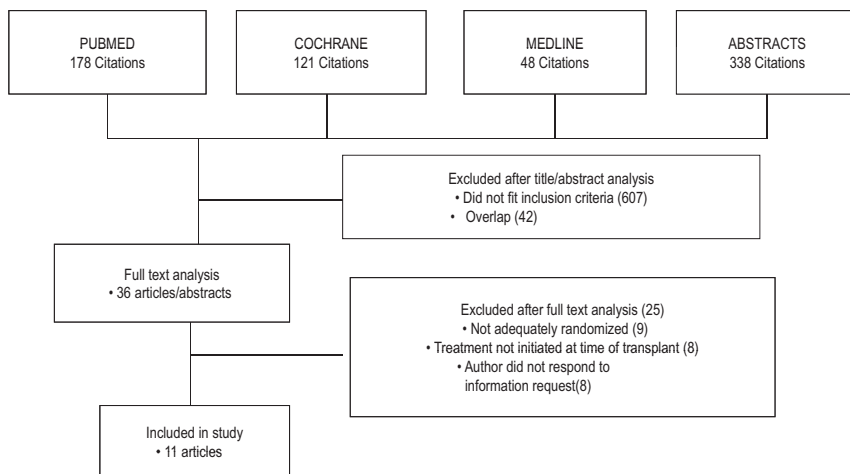 PUBMED
178 Citations
COCHRANE
121 Citations
MEDLINE
48 Citations
ABSTRACTS
338 Citations
Excluded after title/abstract analysis
• Did not fit inclusion criteria (607)
• Overlap (42)
Full text analysis
• 36 articles/abstracts
Excluded after full text analysis (25)
• Not adequately randomized (9)
• Treatment not initiated at time of transplant (8)
• Author did not respond to
information request(8)
Included in study
• 11 articles